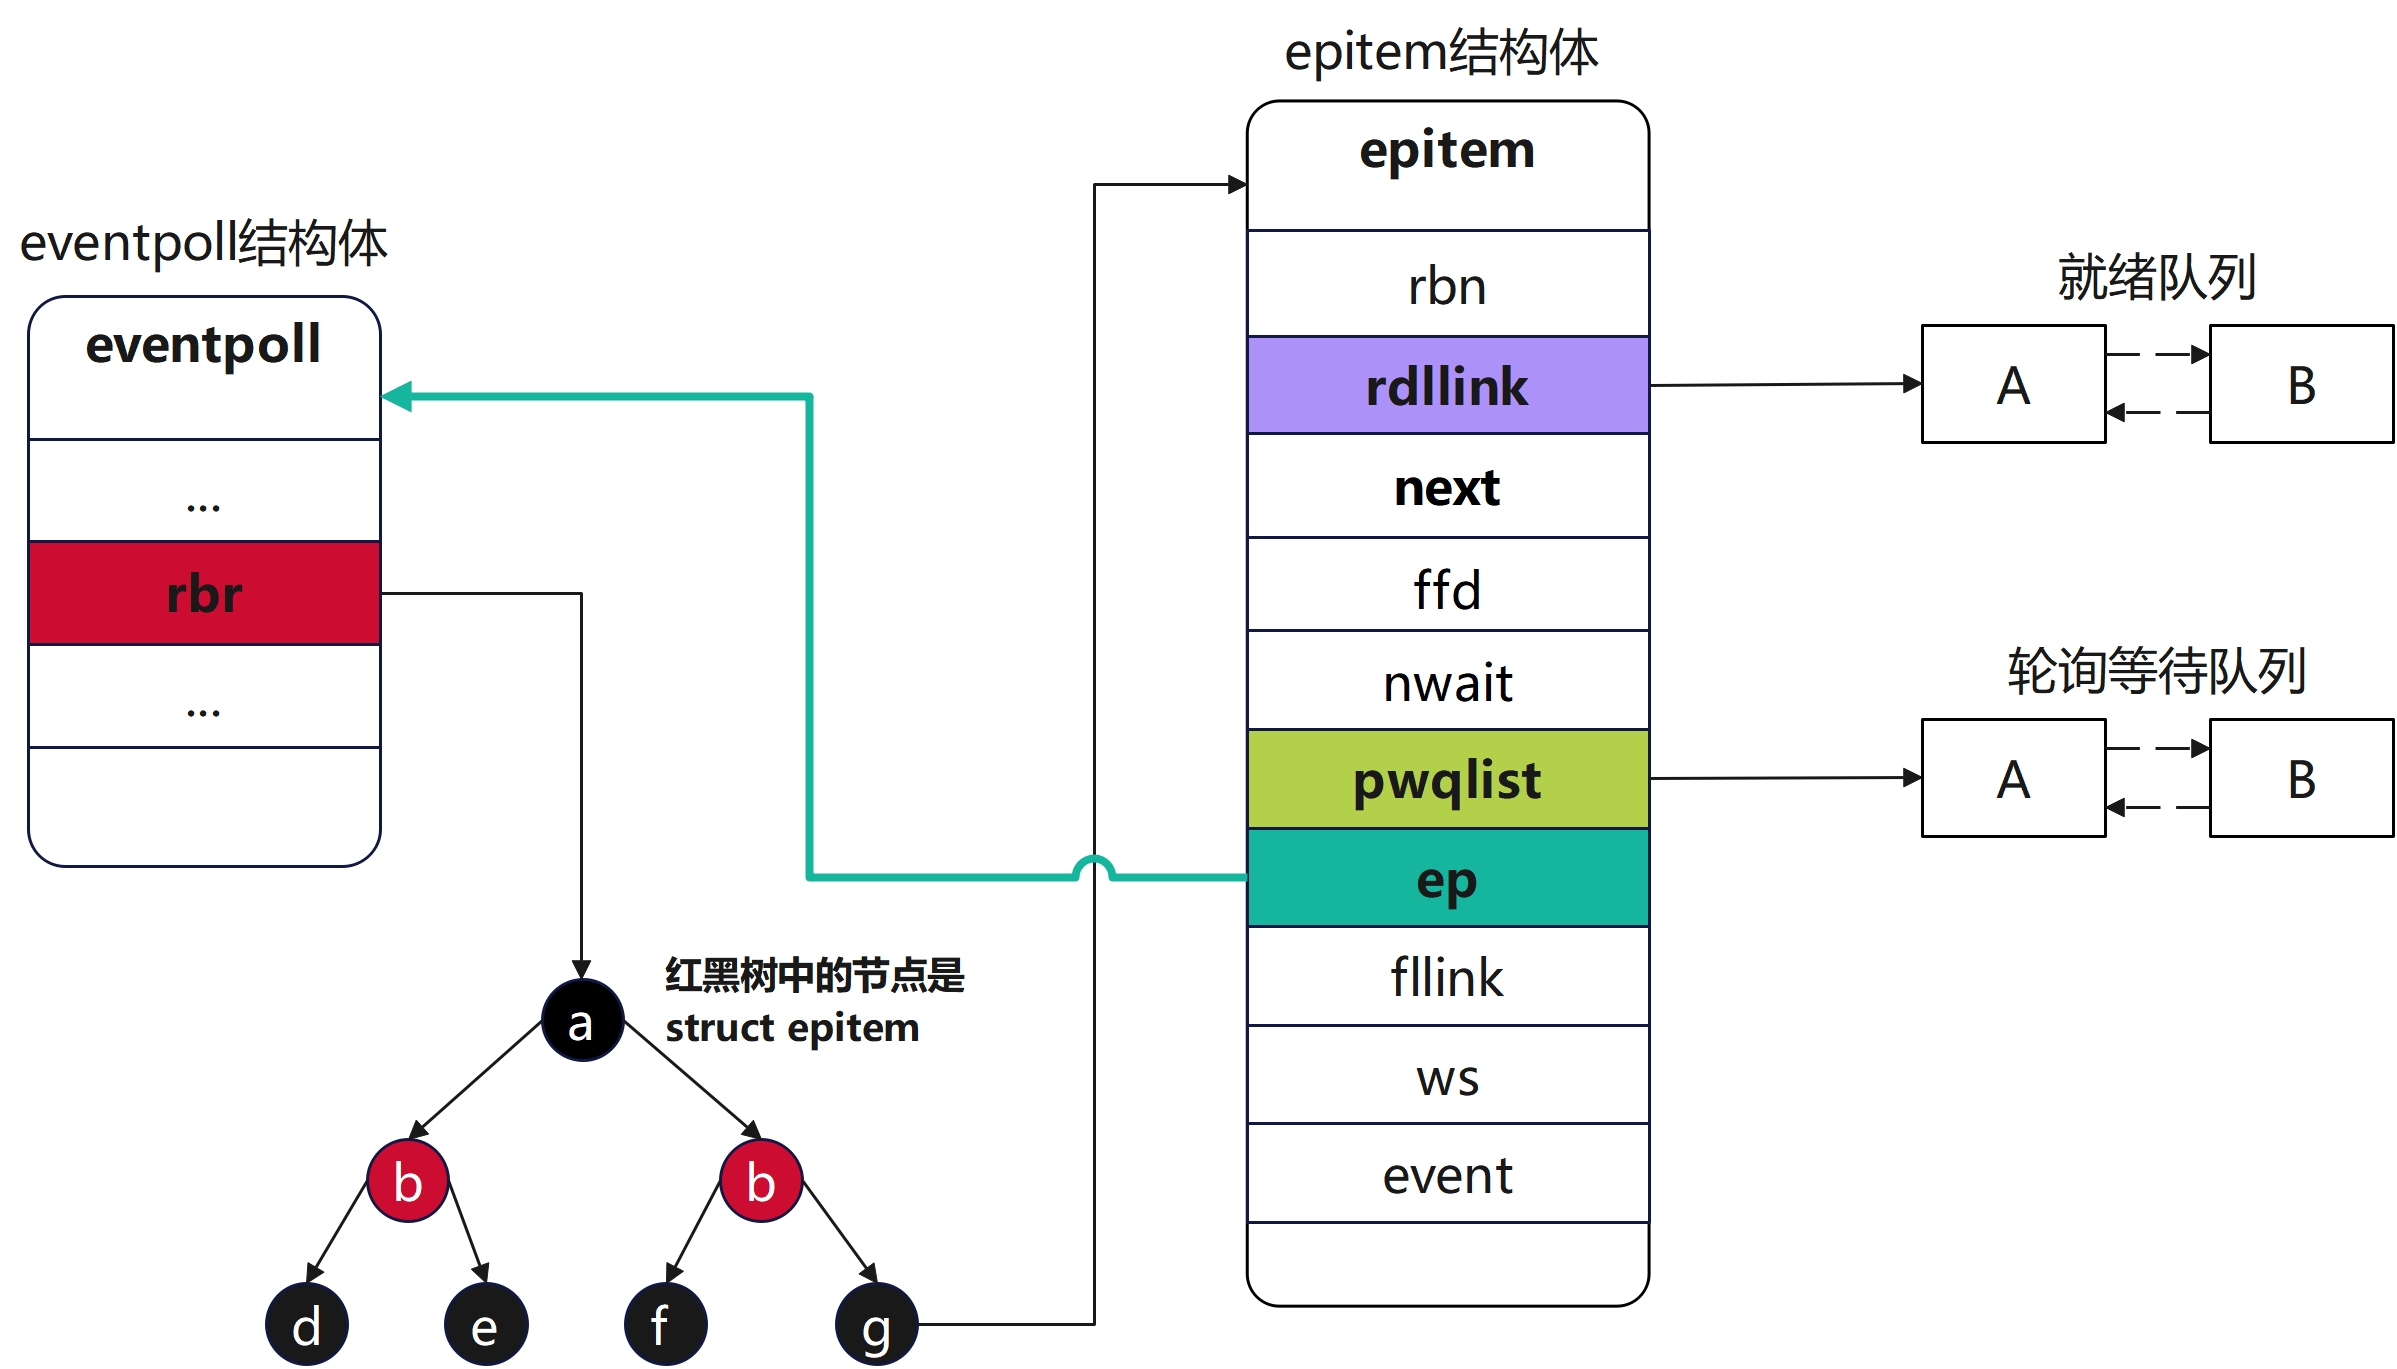 epitem结构体
epitem
rbn
rdllink
next
ffd
nwait
pwqlist
ep
fllink
ws
event
eventpoll结构体
eventpoll
...
rbr
...
就绪队列
A
B
轮询等待队列
A
B
红黑树中的节点是
struct epitem
a
b
b
d
e
f
g